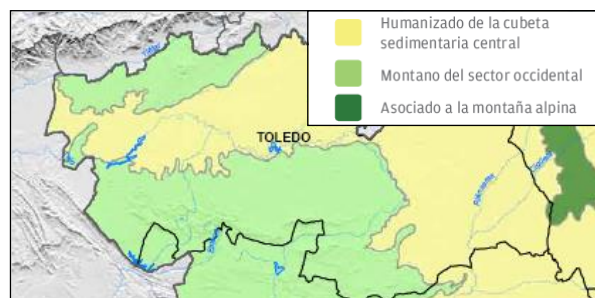 Humanizado de la cubeta
sedimentaria central
Montano del sector occidental
Asociado a la montaña alpina
TOLEDO